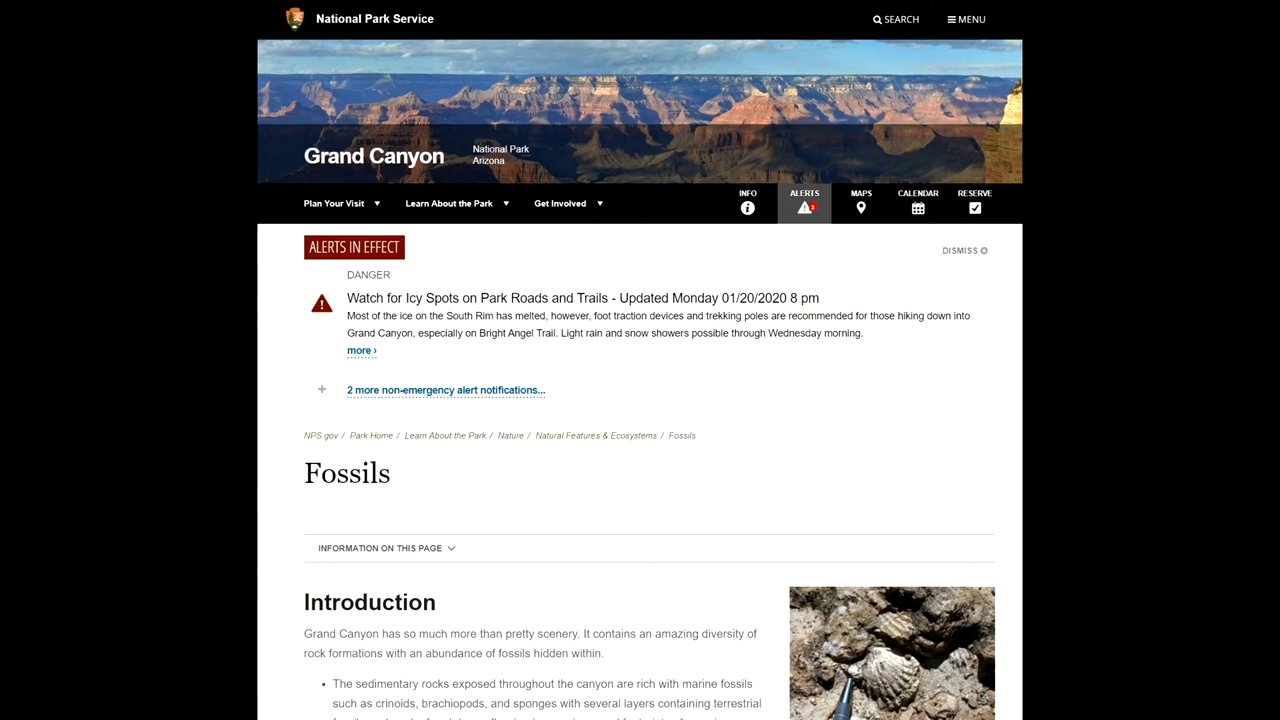 National Park Service
SEARCH
MENU
Grand Canyon
National Park
Arizona
Plan Your Visit
Learn About the Park
Get Involved
INFO
ALERTS
3
MAPS
CALENDAR
RESERVE
ALERTS IN EFFECT
DISMISS
DANGER
Watch for Icy Spots on Park Roads and Trails - Updated Monday 01/20/2020 8 pm
Most of the ice on the South Rim has melted, however, foot traction devices and trekking poles are recommended for those hiking down into
Grand Canyon, especially on Bright Angel Trail. Light rain and snow showers possible through Wednesday morning.
more ›
2 more non-emergency alert notifications...
NPS.gov / Park Home / Learn About the Park / Nature / Natural Features & Ecosystems / Fossils
Fossils
INFORMATION ON THIS PAGE
Introduction
Grand Canyon has so much more than pretty scenery. It contains an amazing diversity of
rock formations with an abundance of fossils hidden within.
• The sedimentary rocks exposed throughout the canyon are rich with marine fossils
such as crinoids, brachiopods, and sponges with several layers containing terrestrial